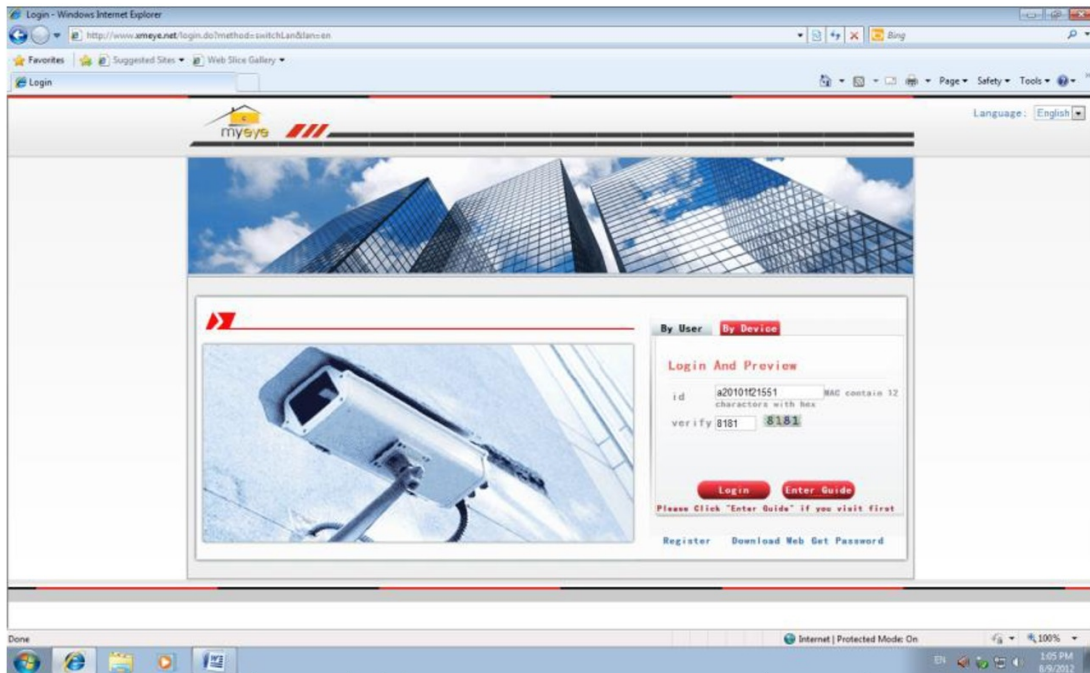 Login - Windows Internet Explorer
http://www.xmeye.net/login.do?method=switchLan&lan=en
Bing
Favorites
Suggested Sites
Web Slice Gallery
Login
Page Safety Tools
Language: English
myeye
By User By Device
Login And Preview
id a20101f21551 MAC contain 12
charactors with hex
verify 8181 8181
Login Enter Guide
Please Click "Enter Guide" if you visit first
Register Download Web Get Password
Done
Internet | Protected Mode: On
100%
EN
1:05 PM
8/9/2012